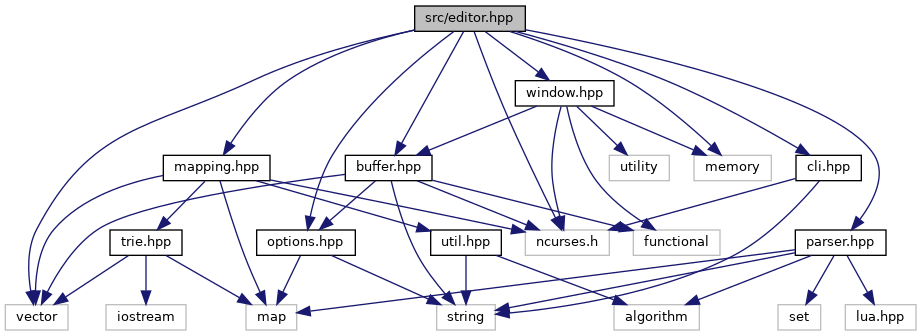 src/editor.hpp
window.hpp
mapping.hpp
buffer.hpp
utility
memory
cli.hpp
trie.hpp
options.hpp
util.hpp
ncurses.h
functional
parser.hpp
vector
iostream
map
string
algorithm
set
lua.hpp